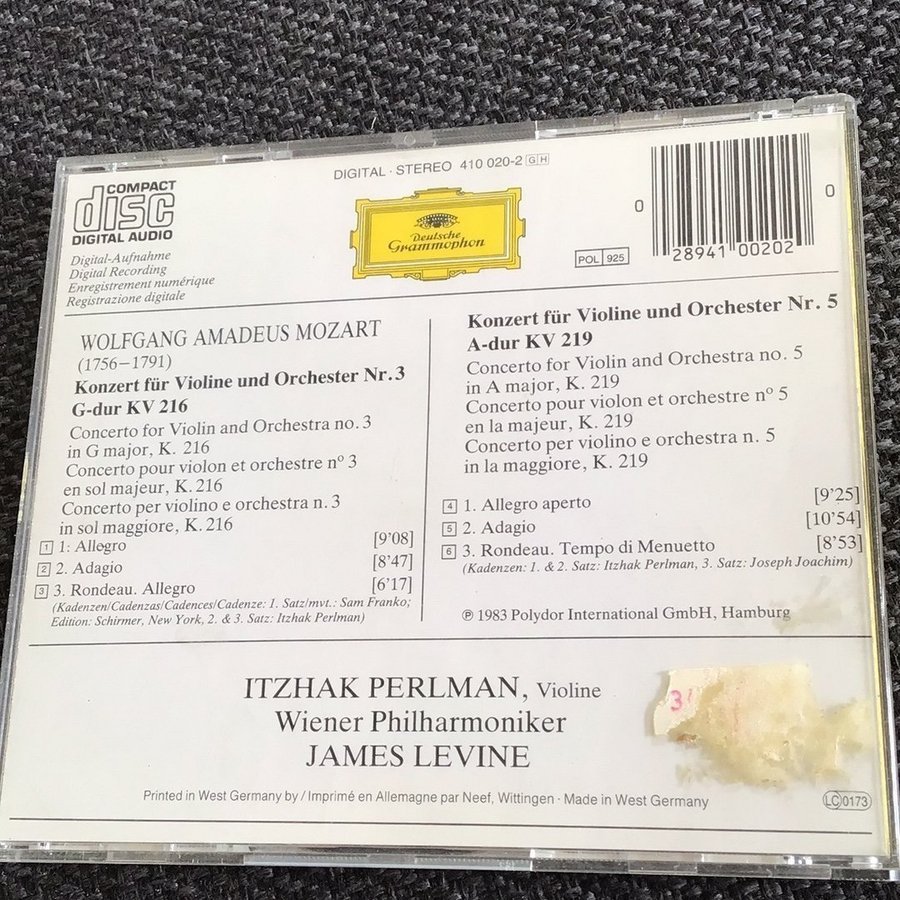 COMPACT
disc
DIGITAL AUDIO
DIGITAL · STEREO 410 020-2 GH
Deutsche
Grammophon
POL 925
0 28941 00202 0
Digital-Aufnahme
Digital Recording
Enregistrement numérique
Registrazione digitale
WOLFGANG AMADEUS MOZART
(1756–1791)
Konzert für Violine und Orchester Nr. 3
G-dur KV 216
Concerto for Violin and Orchestra no. 3
in G major, K. 216
Concerto pour violon et orchestre nº 3
en sol majeur, K. 216
Concerto per violino e orchestra n. 3
in sol maggiore, K. 216
1 1: Allegro [9'08]
2 2. Adagio [8'47]
3 3. Rondeau. Allegro [6'17]
(Kadenzen/Cadenzas/Cadences/Cadenze: 1. Satz/mvt.: Sam Franko;
Edition: Schirmer, New York, 2. & 3. Satz: Itzhak Perlman)
Konzert für Violine und Orchester Nr. 5
A-dur KV 219
Concerto for Violin and Orchestra no. 5
in A major, K. 219
Concerto pour violon et orchestre nº 5
en la majeur, K. 219
Concerto per violino e orchestra n. 5
in la maggiore, K. 219
4 1. Allegro aperto [9'25]
5 2. Adagio [10'54]
6 3. Rondeau. Tempo di Menuetto [8'53]
(Kadenzen: 1. & 2. Satz: Itzhak Perlman, 3. Satz: Joseph Joachim)
℗ 1983 Polydor International GmbH, Hamburg
ITZHAK PERLMAN, Violine
Wiener Philharmoniker
JAMES LEVINE
3
Printed in West Germany by / Imprimé en Allemagne par Neef, Wittingen · Made in West Germany
LC 0173